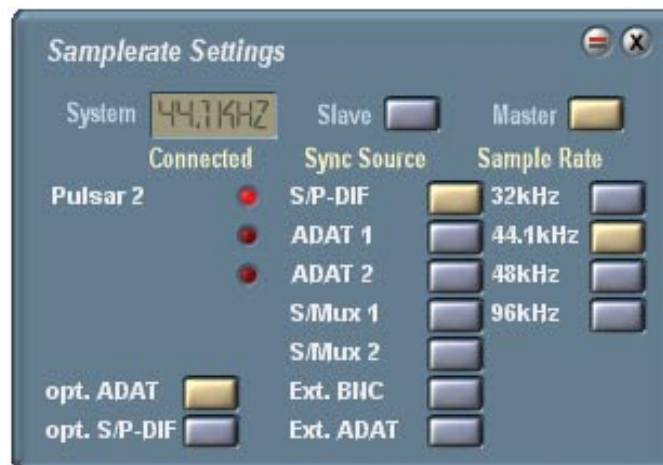 Samplerate Settings
X
System 44.1KHZ Slave Master
Connected Sync Source Sample Rate
Pulsar 2 S/P-DIF 32kHz
ADAT 1 44.1kHz
ADAT 2 48kHz
S/Mux 1 96kHz
S/Mux 2
opt. ADAT Ext. BNC
opt. S/P-DIF Ext. ADAT